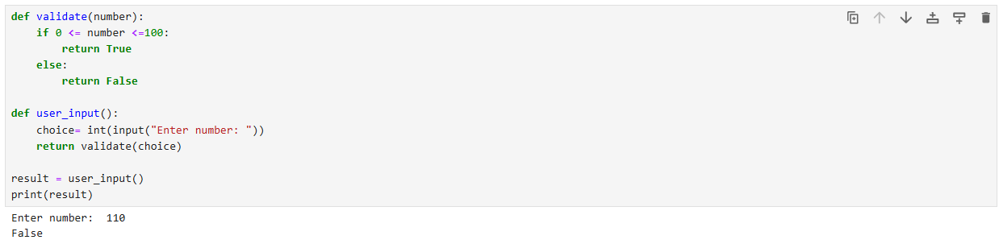 def validate(number):
    if 0 <= number <=100:
        return True
    else:
        return False

def user_input():
    choice= int(input("Enter number: "))
    return validate(choice)

result = user_input()
print(result)
Enter number:  110
False